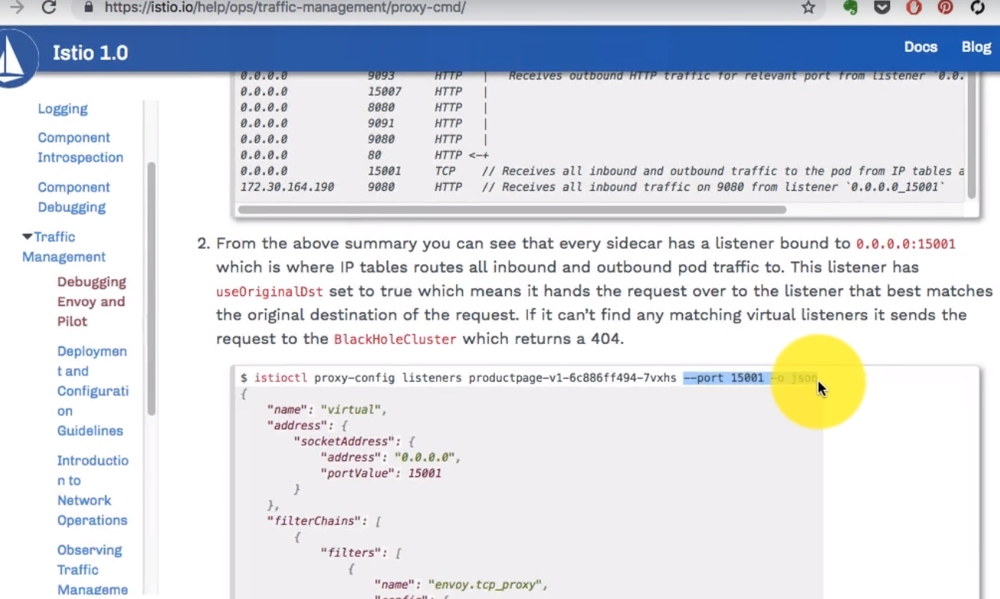 https://istio.io/help/ops/traffic-management/proxy-cmd/
Istio 1.0
Docs
Blog
Logging
Component
Introspection
Component
Debugging
Traffic
Management
Debugging
Envoy and
Pilot
Deploymen
t and
Configurati
on
Guidelines
Introductio
n to
Network
Operations
Observing
Traffic
Manageme
0.0.0.0 9093 HTTP | Receives outbound HTTP traffic for relevant port from listener `0.0.
0.0.0.0 15007 HTTP |
0.0.0.0 8080 HTTP |
0.0.0.0 9091 HTTP |
0.0.0.0 9080 HTTP |
0.0.0.0 80 HTTP <-+
0.0.0.0 15001 TCP // Receives all inbound and outbound traffic to the pod from IP tables a
172.30.164.190 9080 HTTP // Receives all inbound traffic on 9080 from listener `0.0.0.0_15001`
2. From the above summary you can see that every sidecar has a listener bound to 0.0.0.0:15001
which is where IP tables routes all inbound and outbound pod traffic to. This listener has
useOriginalDst set to true which means it hands the request over to the listener that best matches
the original destination of the request. If it can't find any matching virtual listeners it sends the
request to the BlackHoleCluster which returns a 404.
$ istioctl proxy-config listeners productpage-v1-6c886ff494-7vxhs --port 15001 -o json
{
"name": "virtual",
"address": {
"socketAddress": {
"address": "0.0.0.0",
"portValue": 15001
}
},
"filterChains": [
{
"filters": [
{
"name": "envoy.tcp_proxy",
"config": {